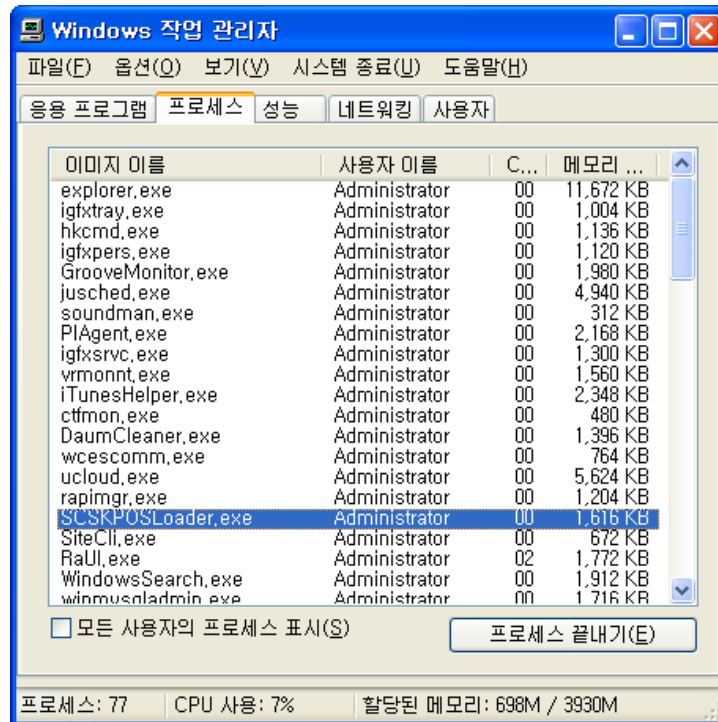 Windows 작업 관리자
파일(F) 옵션(O) 보기(V) 시스템 종료(U) 도움말(H)
응용 프로그램 프로세스 성능 네트워킹 사용자
이미지 이름 사용자 이름 C... 메모리 ...
explorer.exe Administrator 00 11,672 KB
igfxtray.exe Administrator 00 1,004 KB
hkcmd.exe Administrator 00 1,136 KB
igfxpers.exe Administrator 00 1,120 KB
GrooveMonitor.exe Administrator 00 1,980 KB
jusched.exe Administrator 00 4,940 KB
soundman.exe Administrator 00 312 KB
PIAgent.exe Administrator 00 2,168 KB
igfxsrvc.exe Administrator 00 1,300 KB
vrmonnt.exe Administrator 00 1,560 KB
iTunesHelper.exe Administrator 00 2,348 KB
ctfmon.exe Administrator 00 480 KB
DaumCleaner.exe Administrator 00 1,396 KB
wcescomm.exe Administrator 00 764 KB
ucloud.exe Administrator 00 5,624 KB
rapimgr.exe Administrator 00 1,204 KB
SCSKPOSLoader.exe Administrator 00 1,616 KB
SiteCli.exe Administrator 00 672 KB
RaUI.exe Administrator 02 1,772 KB
WindowsSearch.exe Administrator 00 1,912 KB
winmysqladmin.exe Administrator 00 1,716 KB
모든 사용자의 프로세스 표시(S) 프로세스 끝내기(E)
프로세스: 77 CPU 사용: 7% 할당된 메모리: 698M / 3930M